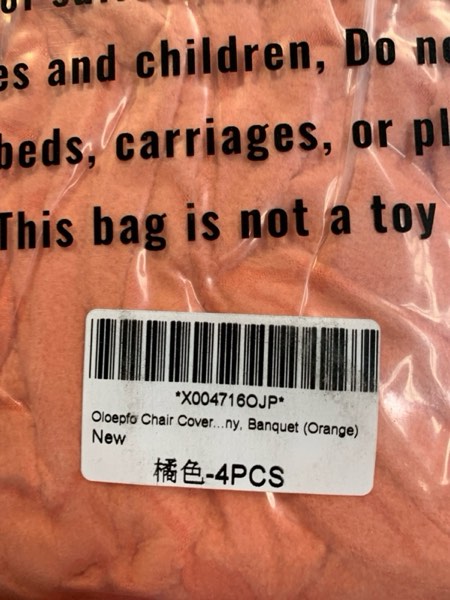 es and children, Do
beds, carriages, or
This bag is not a toy
*X004716OJP*
Oloepfo Chair Cover...ny, Banquet (Orange)
New
橘色-4PCS